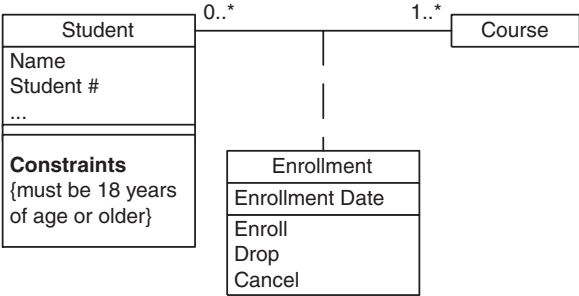 Student
0..*
1..*
Course
Name
Student #
...
Constraints
{must be 18 years
of age or older}
Enrollment
Enrollment Date
Enroll
Drop
Cancel